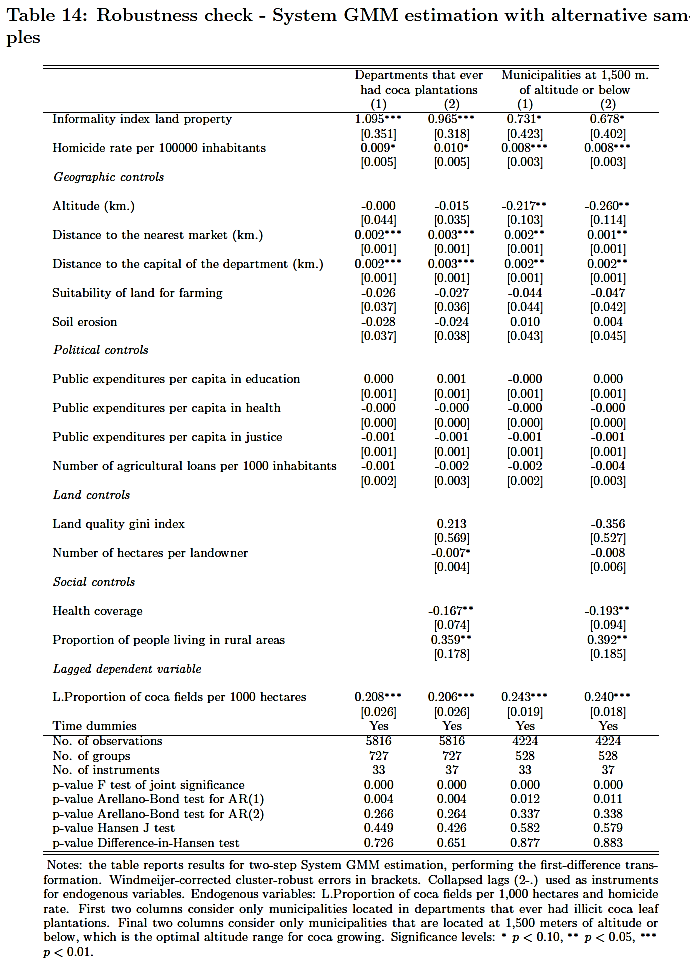 Table 14: Robustness check - System GMM estimation with alternative sam-
ples
Departments that ever Municipalities at 1,500 m.
had coca plantations of altitude or below
(1) (2) (1) (2)
Informality index land property 1.095*** 0.965*** 0.731* 0.678*
[0.351] [0.318] [0.423] [0.402]
Homicide rate per 100000 inhabitants 0.009* 0.010* 0.008*** 0.008***
[0.005] [0.005] [0.003] [0.003]
Geographic controls
Altitude (km.) -0.000 -0.015 -0.217** -0.260**
[0.044] [0.035] [0.103] [0.114]
Distance to the nearest market (km.) 0.002*** 0.003*** 0.002** 0.001**
[0.001] [0.001] [0.001] [0.001]
Distance to the capital of the department (km.) 0.002*** 0.003*** 0.002** 0.002**
[0.001] [0.001] [0.001] [0.001]
Suitability of land for farming -0.026 -0.027 -0.044 -0.047
[0.037] [0.036] [0.044] [0.042]
Soil erosion -0.028 -0.024 0.010 0.004
[0.037] [0.038] [0.043] [0.045]
Political controls
Public expenditures per capita in education 0.000 0.001 -0.000 0.000
[0.001] [0.001] [0.001] [0.001]
Public expenditures per capita in health -0.000 -0.000 -0.000 -0.000
[0.000] [0.000] [0.000] [0.000]
Public expenditures per capita in justice -0.001 -0.001 -0.001 -0.001
[0.001] [0.001] [0.001] [0.001]
Number of agricultural loans per 1000 inhabitants -0.001 -0.002 -0.002 -0.004
[0.002] [0.003] [0.002] [0.003]
Land controls
Land quality gini index 0.213 -0.356
[0.569] [0.527]
Number of hectares per landowner -0.007* -0.008
[0.004] [0.006]
Social controls
Health coverage -0.167** -0.193**
[0.074] [0.094]
Proportion of people living in rural areas 0.359** 0.392**
[0.178] [0.185]
Lagged dependent variable
L.Proportion of coca fields per 1000 hectares 0.208*** 0.206*** 0.243*** 0.240***
[0.026] [0.026] [0.019] [0.018]
Time dummies Yes Yes Yes Yes
No. of observations 5816 5816 4224 4224
No. of groups 727 727 528 528
No. of instruments 33 37 33 37
p-value F test of joint significance 0.000 0.000 0.000 0.000
p-value Arellano-Bond test for AR(1) 0.004 0.004 0.012 0.011
p-value Arellano-Bond test for AR(2) 0.266 0.264 0.337 0.338
p-value Hansen J test 0.449 0.426 0.582 0.579
p-value Difference-in-Hansen test 0.726 0.651 0.877 0.883
Notes: the table reports results for two-step System GMM estimation, performing the first-difference trans-
formation. Windmeijer-corrected cluster-robust errors in brackets. Collapsed lags (2-.) used as instruments
for endogenous variables. Endogenous variables: L.Proportion of coca fields per 1,000 hectares and homicide
rate. First two columns consider only municipalities located in departments that ever had illicit coca leaf
plantations. Final two columns consider only municipalities that are located at 1,500 meters of altitude or
below, which is the optimal altitude range for coca growing. Significance levels: * p < 0.10, ** p < 0.05, ***
p < 0.01.